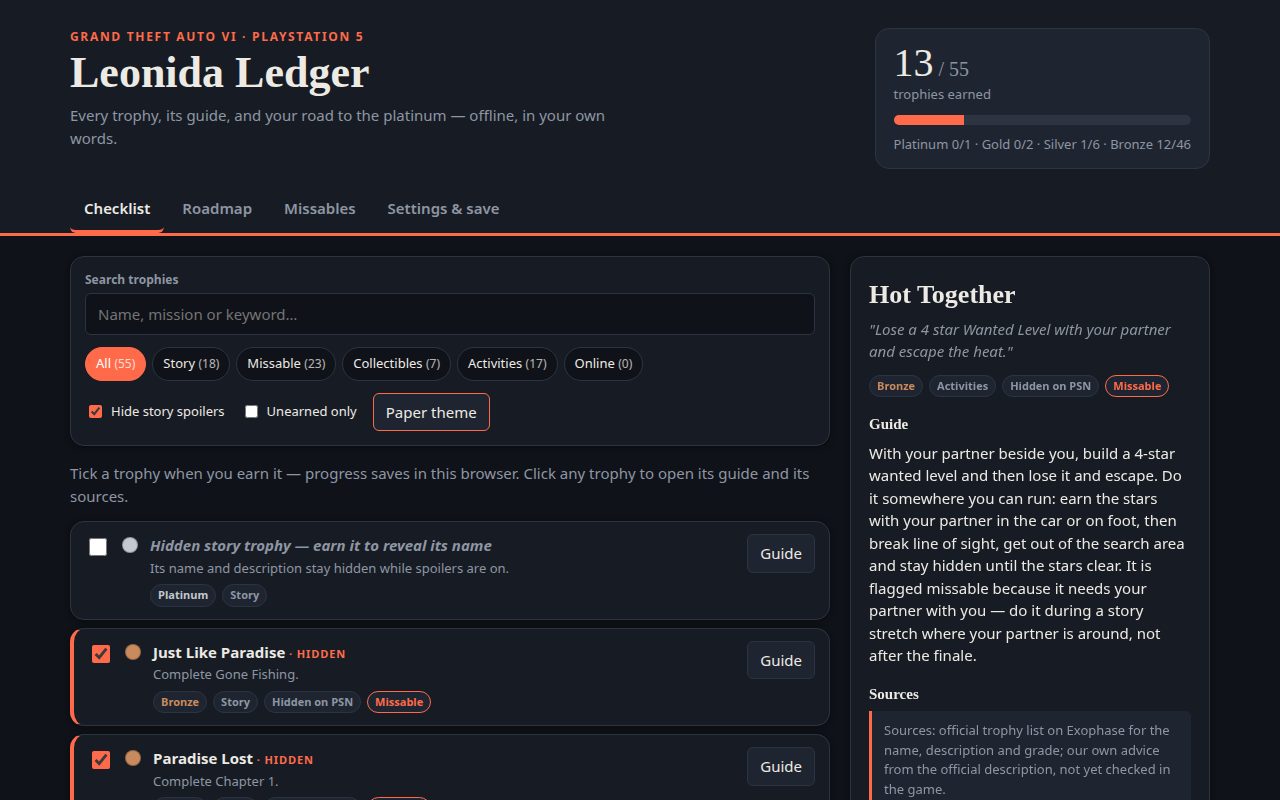 GRAND THEFT AUTO VI · PLAYSTATION 5
Leonida Ledger
Every trophy, its guide, and your road to the platinum — offline, in your own
words.
13 / 55
trophies earned
Platinum 0/1 · Gold 0/2 · Silver 1/6 · Bronze 12/46
Checklist
Roadmap
Missables
Settings & save
Search trophies
Name, mission or keyword...
All (55)
Story (18)
Missable (23)
Collectibles (7)
Activities (17)
Online (0)
Hide story spoilers
Unearned only
Paper theme
Tick a trophy when you earn it — progress saves in this browser. Click any trophy to open its guide and its
sources.
Hidden story trophy — earn it to reveal its name
Its name and description stay hidden while spoilers are on.
Platinum
Story
Guide
Just Like Paradise · HIDDEN
Complete Gone Fishing.
Bronze
Story
Hidden on PSN
Missable
Guide
Paradise Lost · HIDDEN
Complete Chapter 1.
Guide
Hot Together
"Lose a 4 star Wanted Level with your partner
and escape the heat."
Bronze
Activities
Hidden on PSN
Missable
Guide
With your partner beside you, build a 4-star
wanted level and then lose it and escape. Do
it somewhere you can run: earn the stars
with your partner in the car or on foot, then
break line of sight, get out of the search area
and stay hidden until the stars clear. It is
flagged missable because it needs your
partner with you — do it during a story
stretch where your partner is around, not
after the finale.
Sources
Sources: official trophy list on Exophase for the
name, description and grade; our own advice
from the official description, not yet checked in
the game.